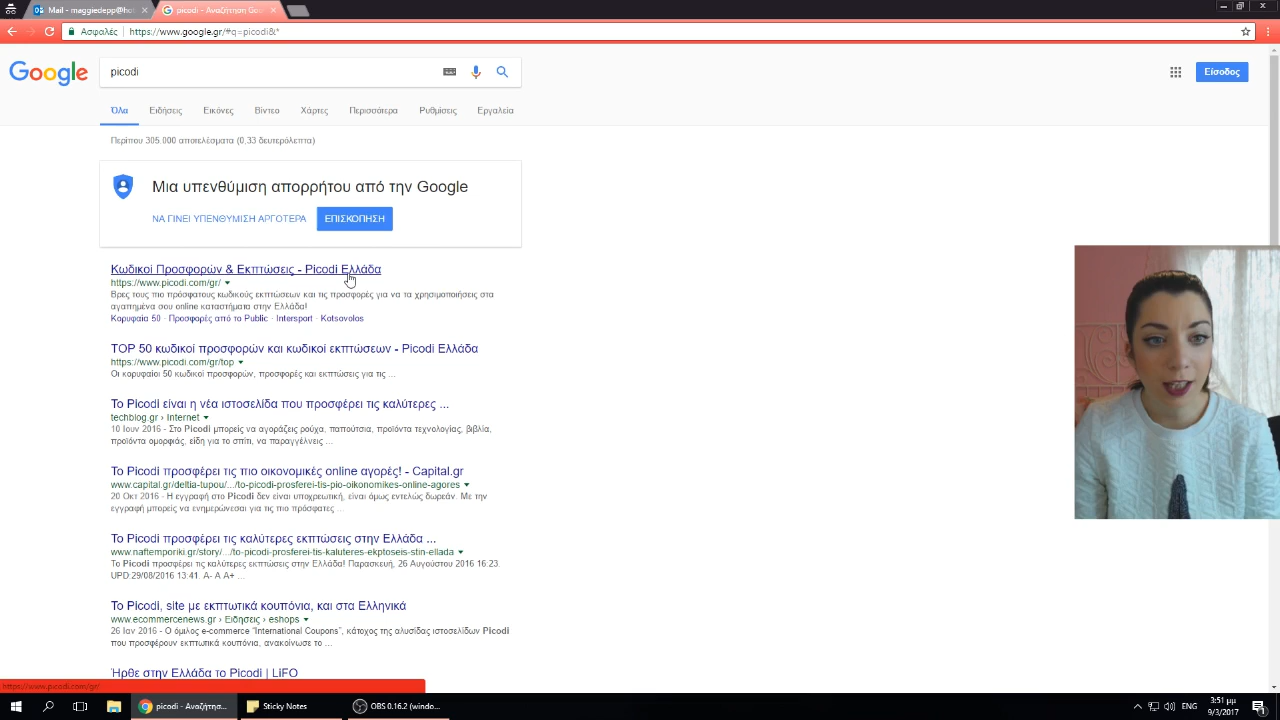 Mail - maggiedepp@ho
picodi - Αναζήτηση Goo
Ασφαλές
https://www.google.gr/#q=picodi&*
Google
picodi
Είσοδος
Όλα
Ειδήσεις
Εικόνες
Βίντεο
Χάρτες
Περισσότερα
Ρυθμίσεις
Εργαλεία
Περίπου 305.000 αποτελέσματα (0,33 δευτερόλεπτα)
Μια υπενθύμιση απορρήτου από την Google
ΝΑ ΓΙΝΕΙ ΥΠΕΝΘΥΜΙΣΗ ΑΡΓΟΤΕΡΑ
ΕΠΙΣΚΟΠΗΣΗ
Κωδικοί Προσφορών & Εκπτώσεις - Picodi Ελλάδα
https://www.picodi.com/gr/
Βρες τους πιο πρόσφατους κωδικούς εκπτώσεων και τις προσφορές για να τα χρησιμοποιήσεις στα
αγαπημένα σου online καταστήματα στην Ελλάδα!
Κορυφαία 50 · Προσφορές από το Public · Intersport · Kotsovolos
TOP 50 κωδικοί προσφορών και κωδικοί εκπτώσεων - Picodi Ελλάδα
https://www.picodi.com/gr/top
Οι κορυφαίοι 50 κωδικοί προσφορών, προσφορές και εκπτώσεις για τις ...
Το Picodi είναι η νέα ιστοσελίδα που προσφέρει τις καλύτερες ...
techblog.gr › Internet
10 Ιουν 2016 - Στο Picodi μπορείς να αγοράζεις ρούχα, παπούτσια, προϊόντα τεχνολογίας, βιβλία,
προϊόντα ομορφιάς, είδη για το σπίτι, να παραγγέλνεις ...
Το Picodi προσφέρει τις πιο οικονομικές online αγορές! - Capital.gr
www.capital.gr/deltia-tupou/.../to-picodi-prosferei-tis-pio-oikonomikes-online-agores
20 Οκτ 2016 - Η εγγραφή στο Picodi δεν είναι υποχρεωτική, είναι όμως εντελώς δωρεάν. Με την
εγγραφή μπορείς να ενημερώνεσαι για τις πιο πρόσφατες ...
Το Picodi προσφέρει τις καλύτερες εκπτώσεις στην Ελλάδα ...
www.naftemporiki.gr/story/.../to-picodi-prosferei-tis-kaluteres-ekptoseis-stin-ellada
Το Picodi προσφέρει τις καλύτερες εκπτώσεις στην Ελλάδα! Παρασκευή, 26 Αυγούστου 2016 16:23.
UPD:29/08/2016 13:41. A- A A+ ...
Το Picodi, site με εκπτωτικά κουπόνια, και στα Ελληνικά
www.ecommercenews.gr › Ειδήσεις › eshops
26 Ιαν 2016 - Ο όμιλος e-commerce "International Coupons", κάτοχος της αλυσίδας ιστοσελίδων Picodi
που προσφέρουν εκπτωτικά κουπόνια, ανακοίνωσε το ...
Ήρθε στην Ελλάδα το Picodi | LiFO
https://www.picodi.com/gr/
picodi - Αναζήτησ...
Sticky Notes
OBS 0.16.2 (windo...
ENG
3:51 μμ
9/3/2017